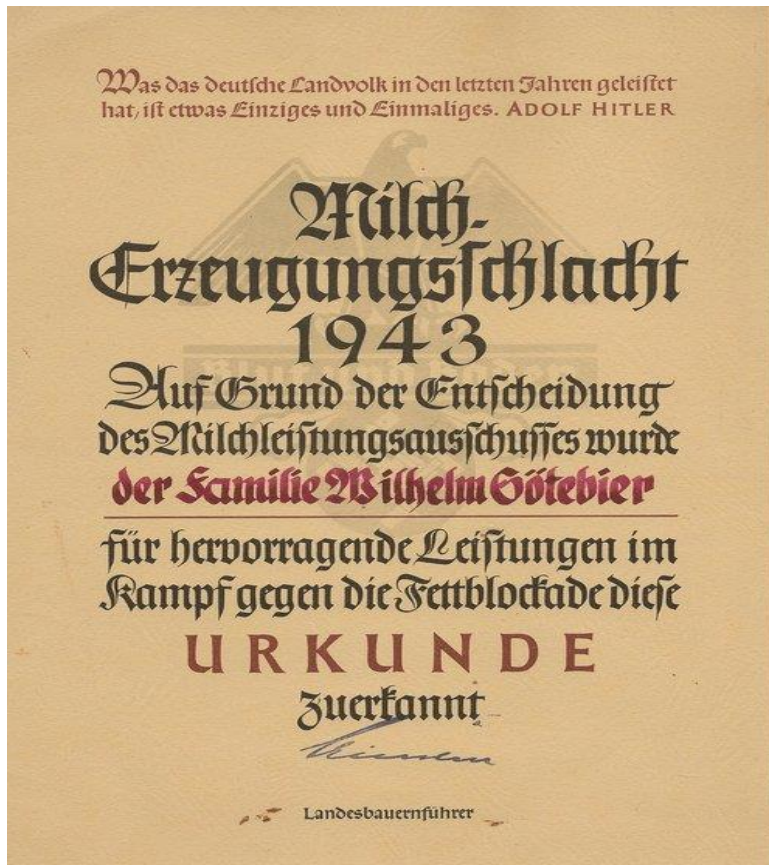 Was das deutsche Landvolk in den letzten Jahren geleistet
hat, ist etwas Einziges und Einmaliges. ADOLF HITLER
Milch-
Erzeugungsschlacht
1943
Auf Grund der Entscheidung
des Milchleistungsausschusses wurde
der Familie Wilhelm Sötebier
für hervorragende Leistungen im
Kampf gegen die Fettblockade diese
URKUNDE
zuerkannt
Landesbauernführer